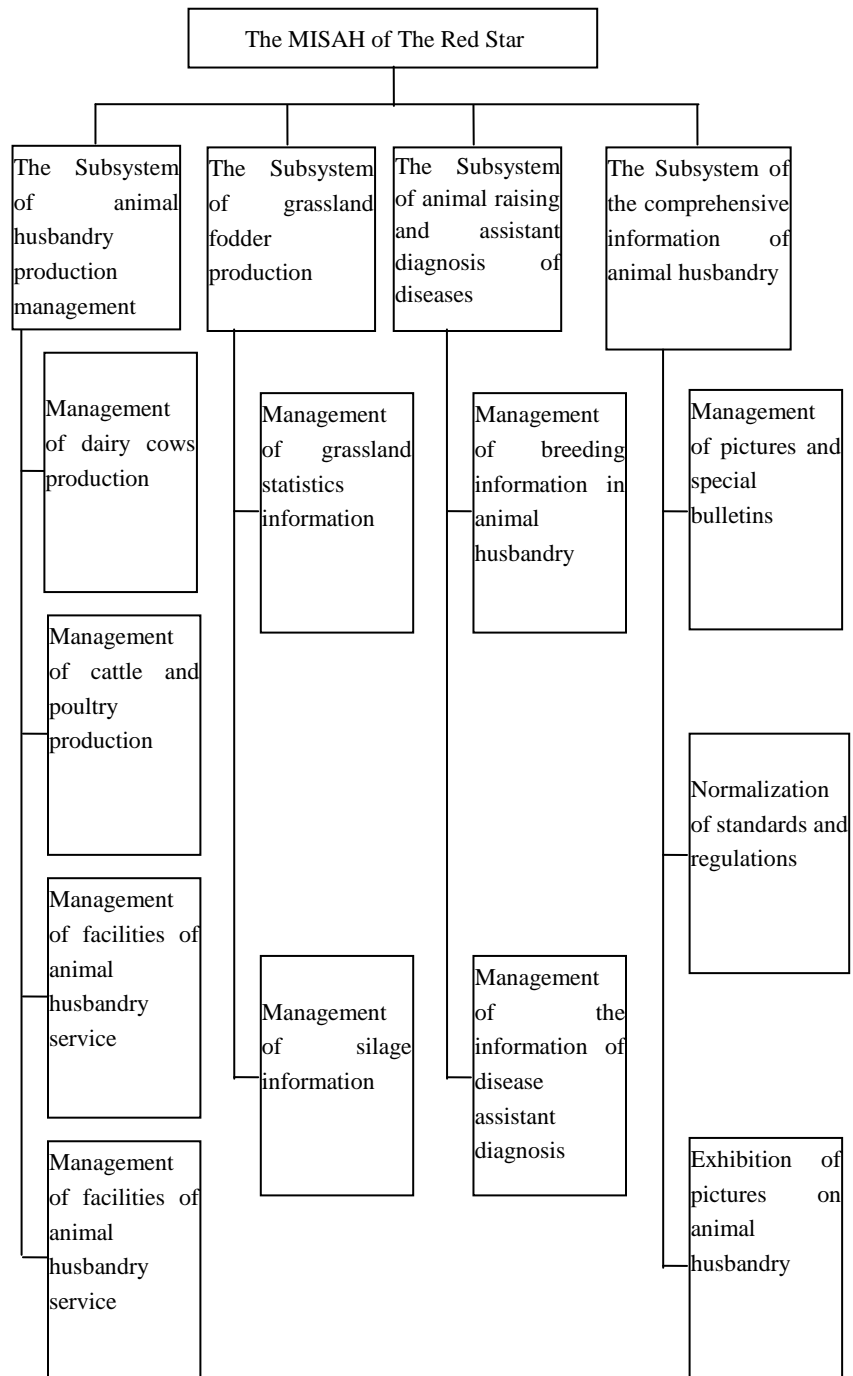 The MISAH of The Red Star
The Subsystem
of animal
husbandry
production
management
The Subsystem
of grassland
fodder
production
The Subsystem
of animal raising
and assistant
diagnosis of
diseases
The Subsystem of
the comprehensive
information of
animal husbandry
Management
of dairy cows
production
Management
of cattle and
poultry
production
Management
of facilities of
animal
husbandry
service
Management
of facilities of
animal
husbandry
service
Management
of grassland
statistics
information
Management
of silage
information
Management
of breeding
information in
animal
husbandry
Management
of the
information of
disease
assistant
diagnosis
Management
of pictures and
special
bulletins
Normalization
of standards and
regulations
Exhibition of
pictures on
animal
husbandry